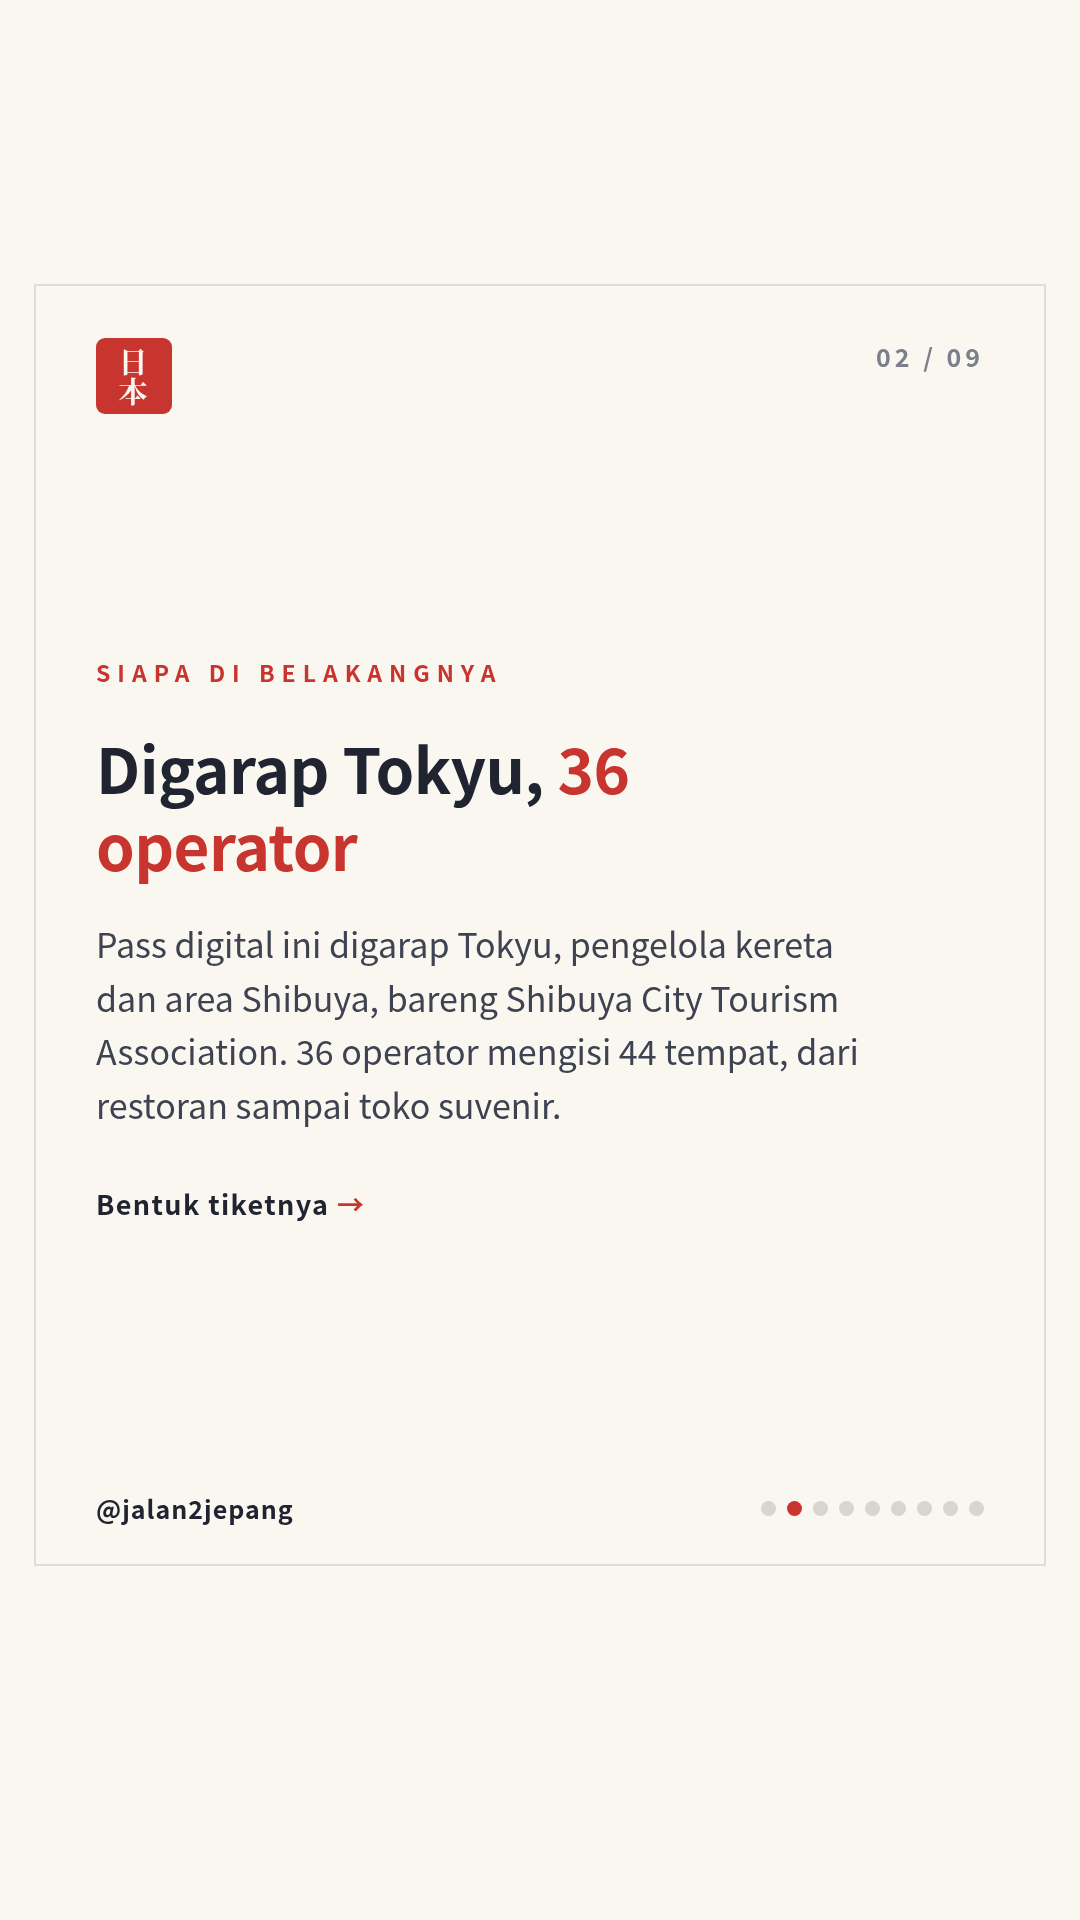 日
本
02 / 09
SIAPA DI BELAKANGNYA
Digarap Tokyu, 36
operator
Pass digital ini digarap Tokyu, pengelola kereta
dan area Shibuya, bareng Shibuya City Tourism
Association. 36 operator mengisi 44 tempat, dari
restoran sampai toko suvenir.
Bentuk tiketnya →
@jalan2jepang